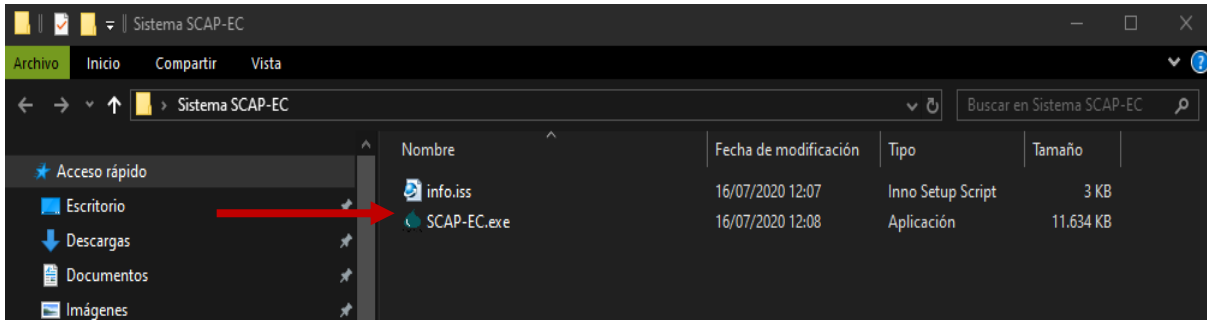 Sistema SCAP-EC
Archivo Inicio Compartir Vista
Sistema SCAP-EC Buscar en Sistema SCAP-EC
Nombre Fecha de modificación Tipo Tamaño
Acceso rápido
info.iss 16/07/2020 12:07 Inno Setup Script 3 KB
Escritorio
SCAP-EC.exe 16/07/2020 12:08 Aplicación 11.634 KB
Descargas
Documentos
Imágenes